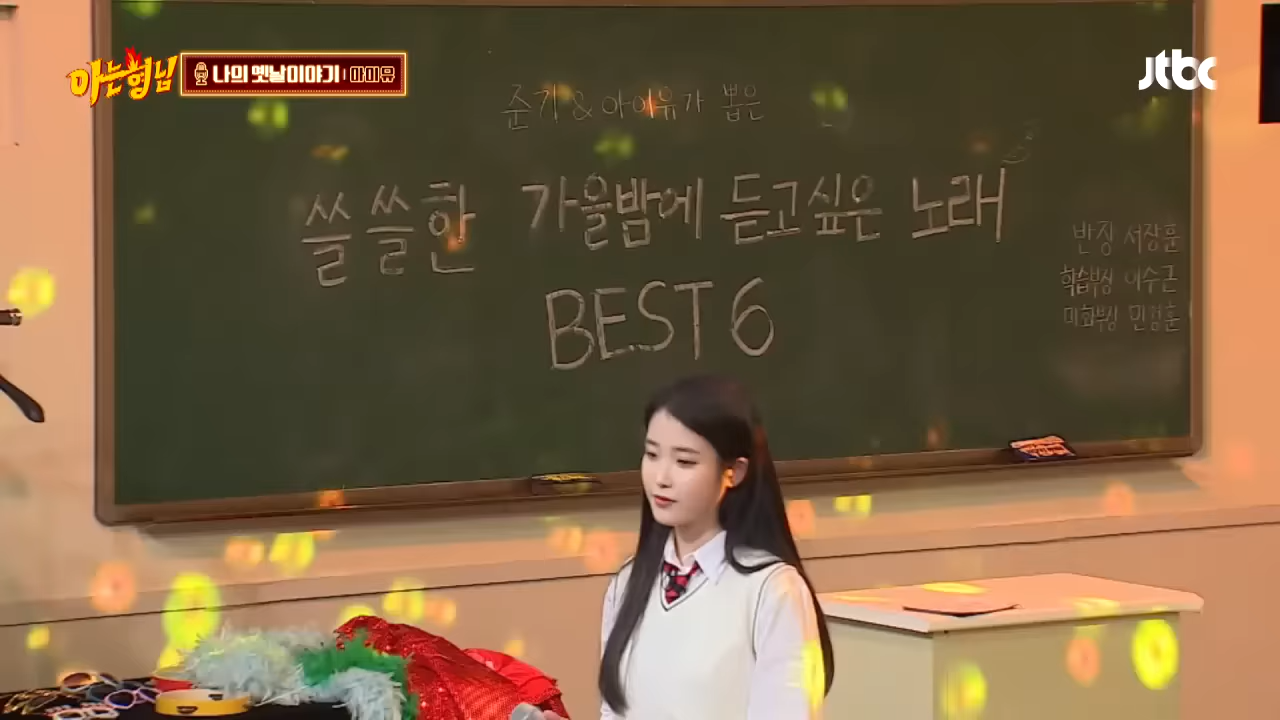 아는형님
나의 옛날이야기 | 아이유
jtbc
준기 & 아이유가 뽑은
쓸쓸한 가을밤에 듣고싶은 노래
BEST 6
반장 서장훈
학습부장 이수근
미화부장 민경훈